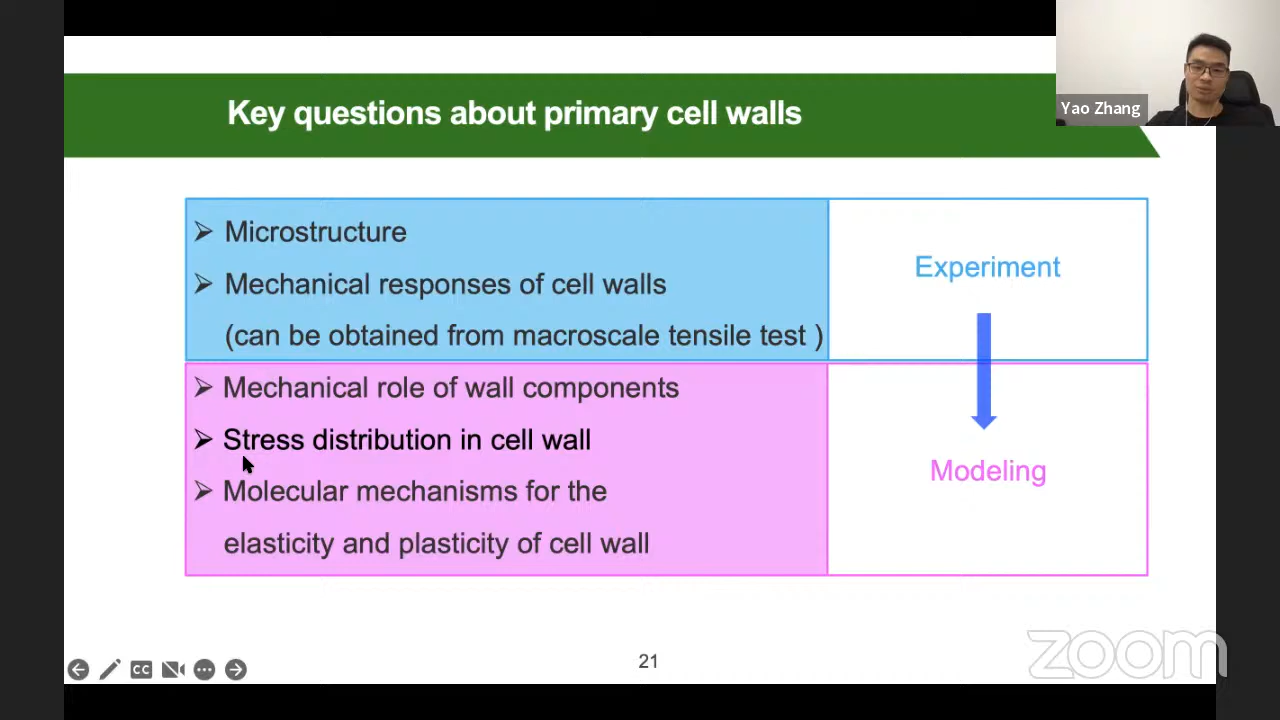 Key questions about primary cell walls
Yao Zhang
➢ Microstructure
➢ Mechanical responses of cell walls
(can be obtained from macroscale tensile test )
Experiment
➢ Mechanical role of wall components
➢ Stress distribution in cell wall
➢ Molecular mechanisms for the
elasticity and plasticity of cell wall
Modeling
CC
21
zoom